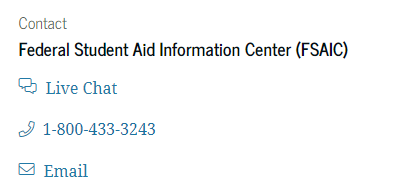 Contact
Federal Student Aid Information Center (FSAIC)
Live Chat
1-800-433-3243
Email